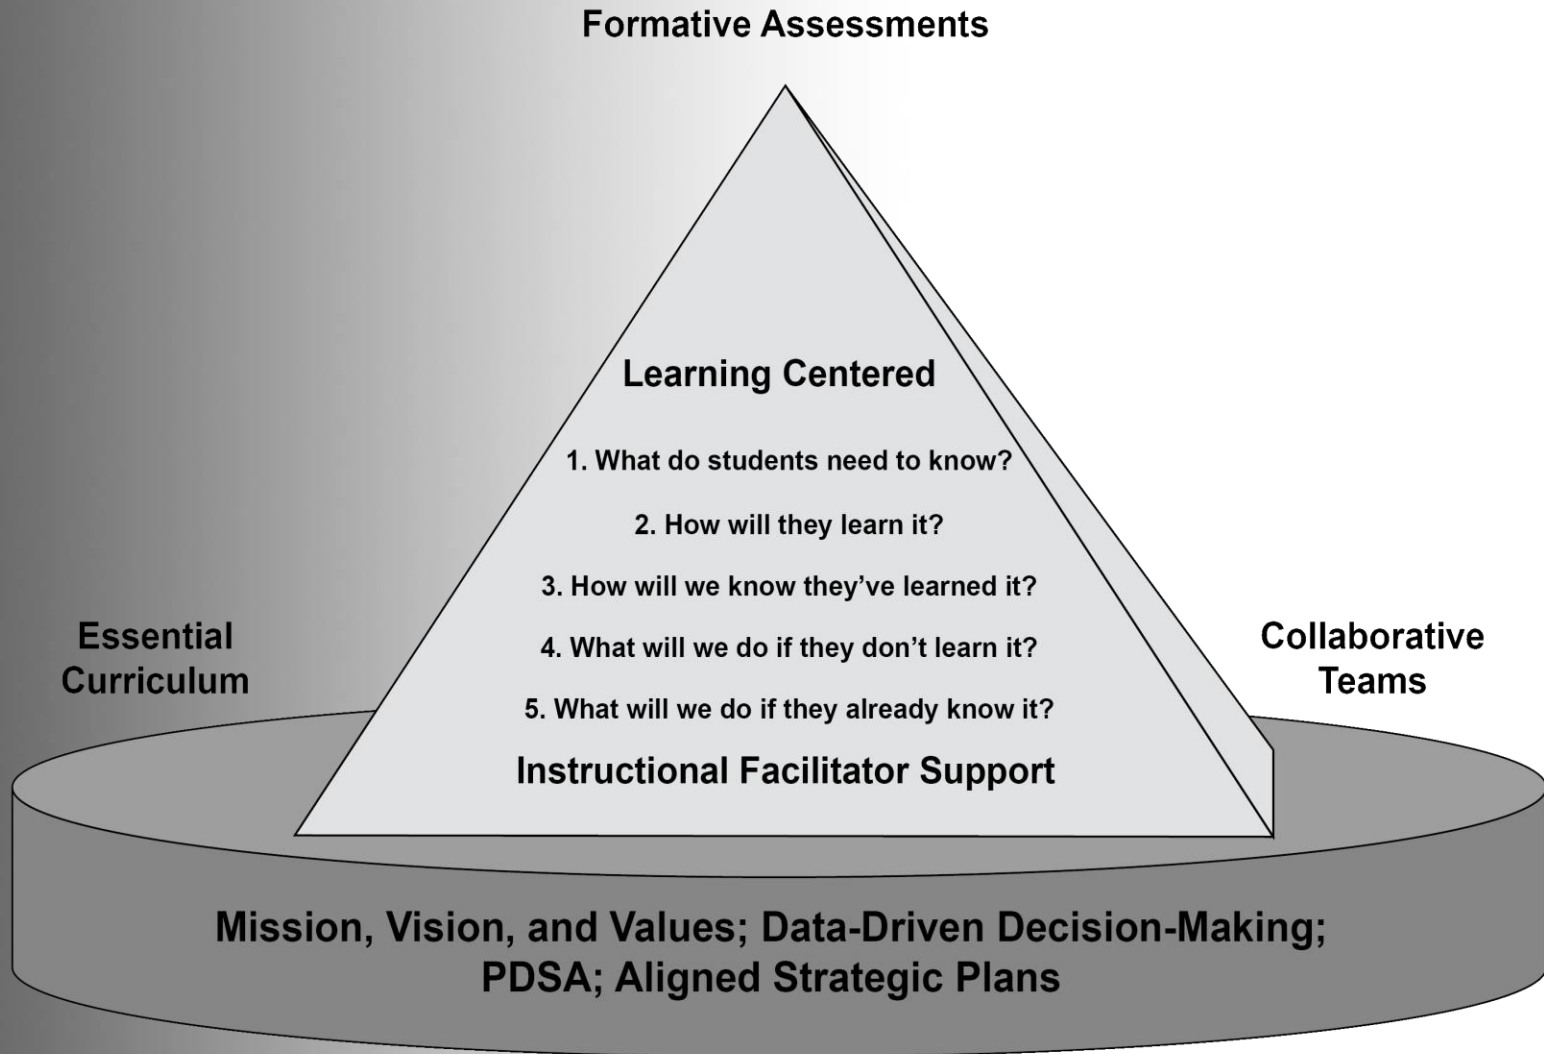 Formative Assessments
Learning Centered
1. What do students need to know?
2. How will they learn it?
3. How will we know they’ve learned it?
4. What will we do if they don’t learn it?
5. What will we do if they already know it?
Instructional Facilitator Support
Essential
Curriculum
Collaborative
Teams
Mission, Vision, and Values; Data-Driven Decision-Making;
PDSA; Aligned Strategic Plans